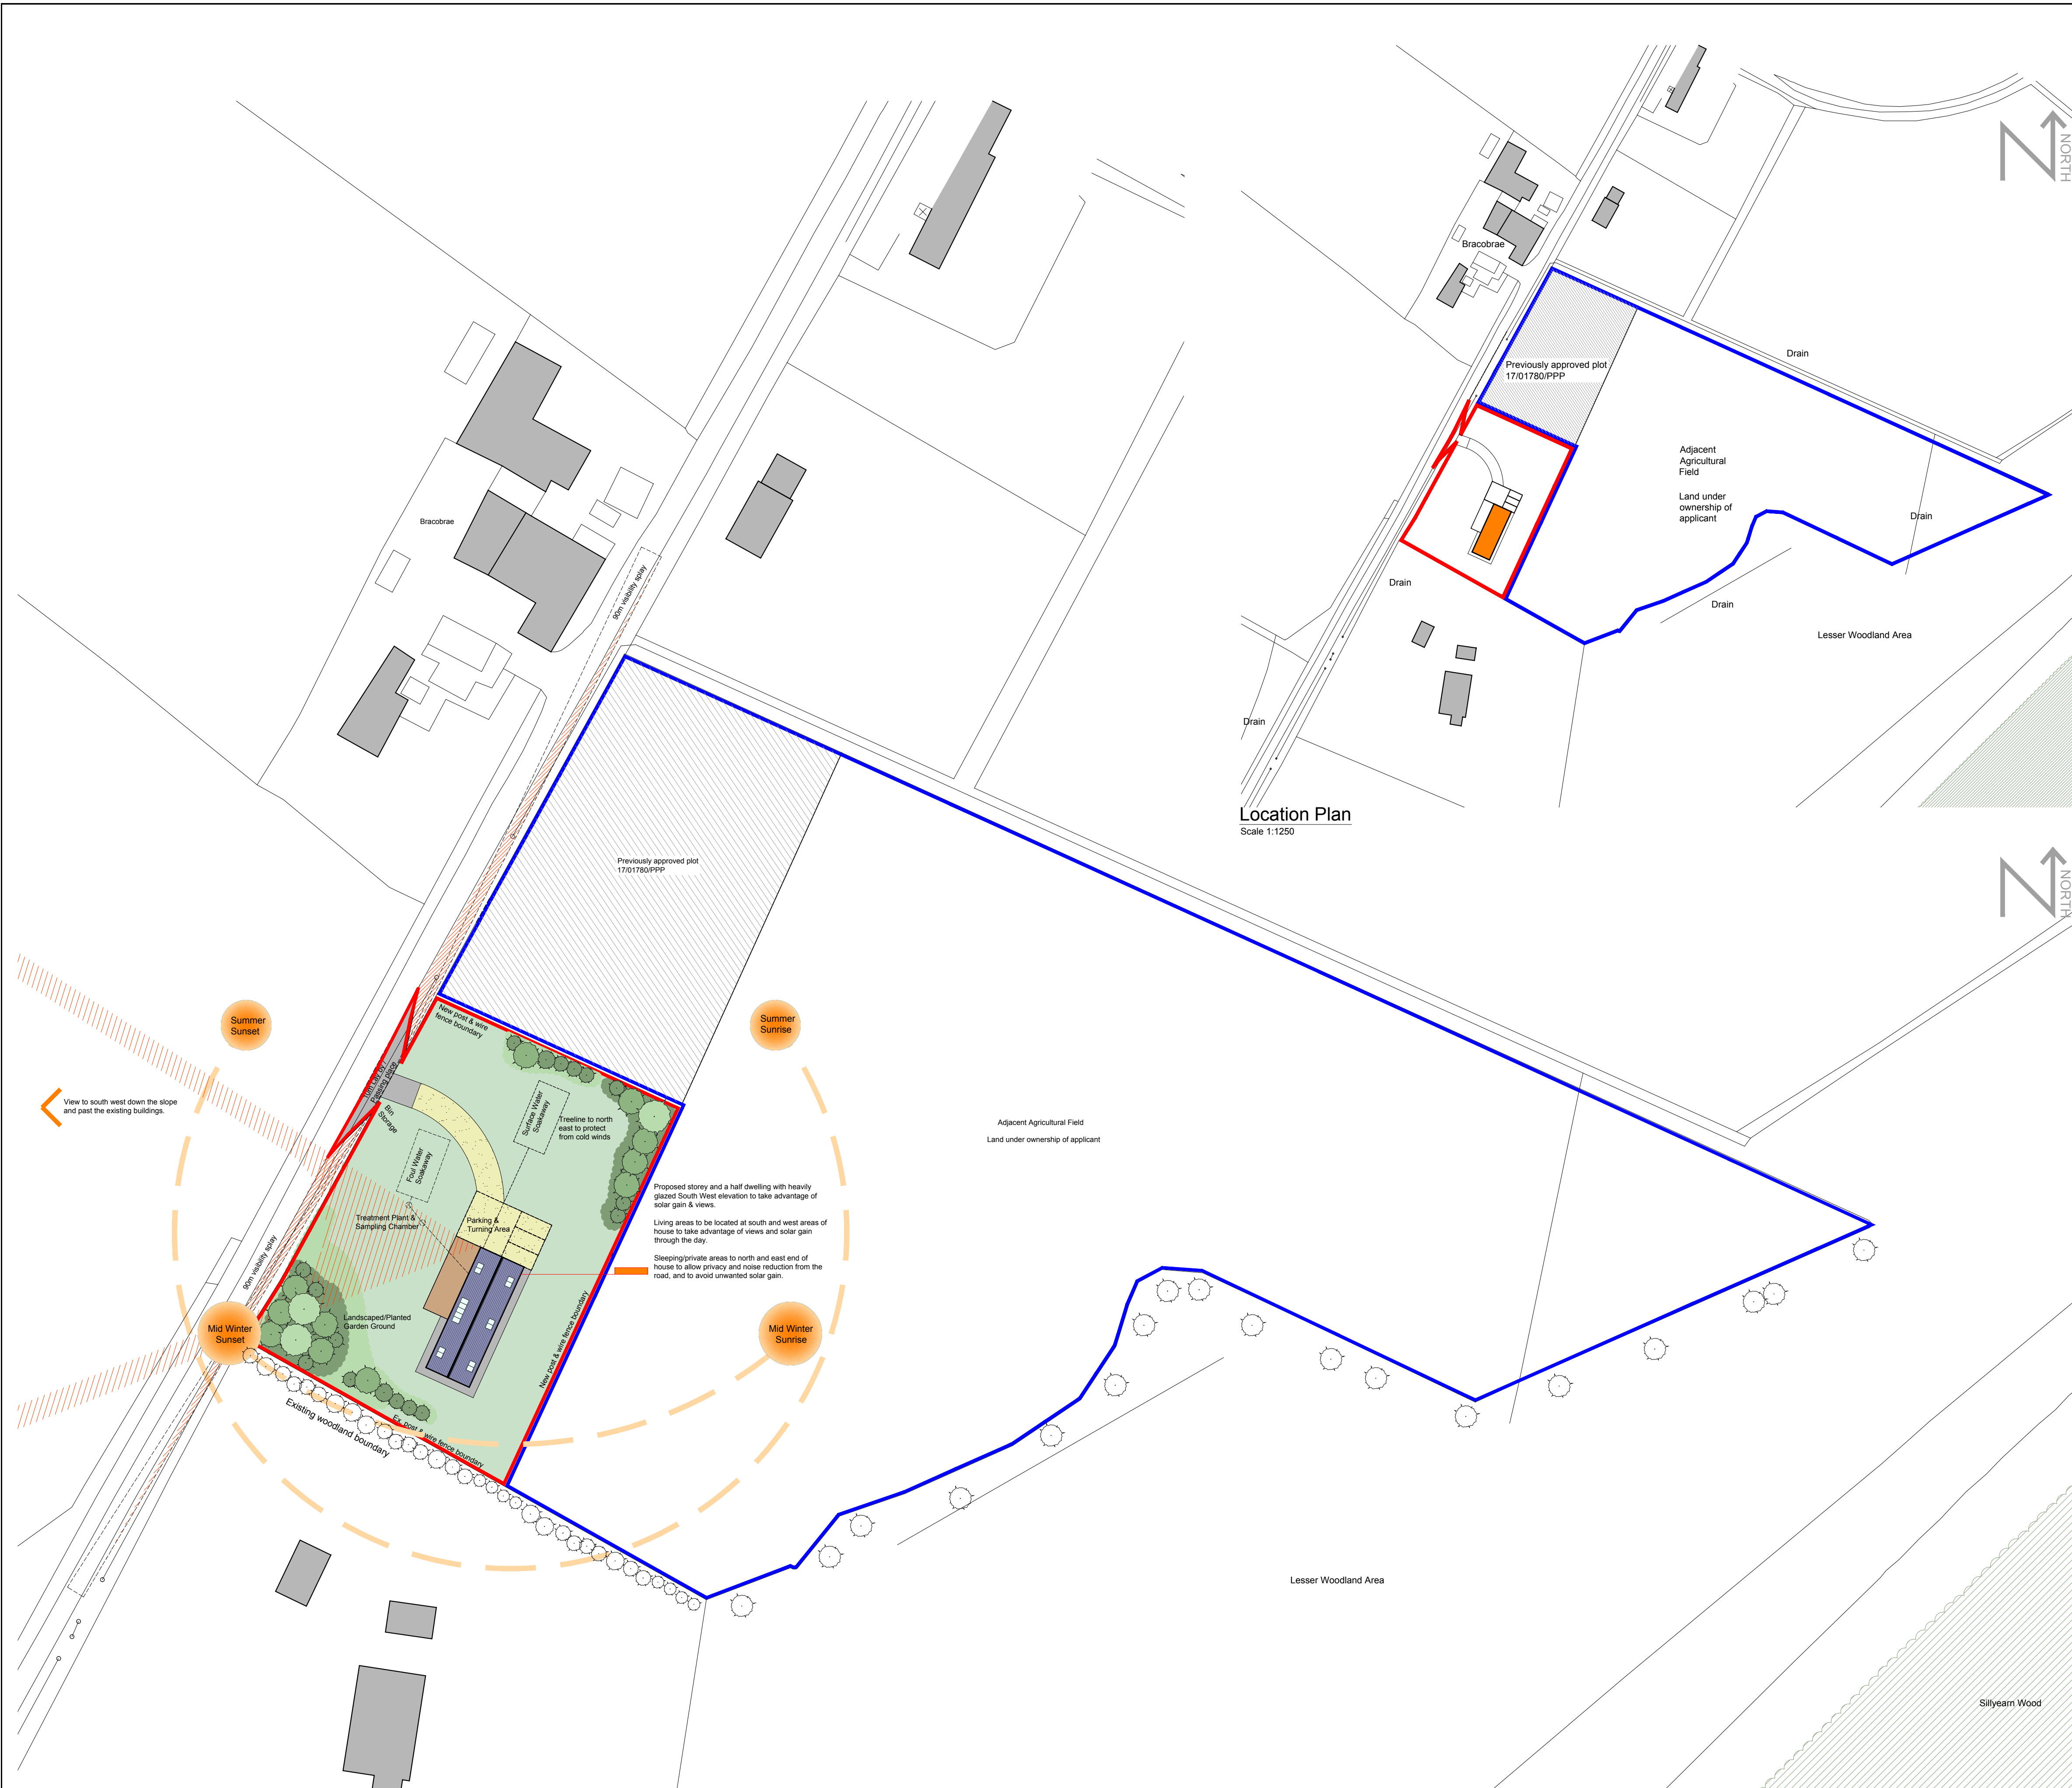 NORTH
Bracobrae
Previously approved plot
17/01780/PPP
Drain
Adjacent
Agricultural
Field
Land under
ownership of
applicant
Drain
Drain
Drain
Lesser Woodland Area
Drain
Location Plan
Scale 1:1250
NORTH
Bracobrae
90m visibility splay
Previously approved plot
17/01780/PPP
Summer
Sunset
Summer
Sunrise
New post & wire
fence boundary
Passing place
Bin
Storage
View to south west down the slope
and past the existing buildings.
Surface Water
Soakaway
Treeline to north
east to protect
from cold winds
Foul Water
Soakaway
Adjacent Agricultural Field
Land under ownership of applicant
Treatment Plant &
Sampling Chamber
Parking &
Turning Area
Proposed storey and a half dwelling with heavily
glazed South West elevation to take advantage of
solar gain & views.
Living areas to be located at south and west areas of
house to take advantage of views and solar gain
through the day.
Sleeping/private areas to north and east end of
house to allow privacy and noise reduction from the
road, and to avoid unwanted solar gain.
90m visibility splay
Landscaped/Planted
Garden Ground
Mid Winter
Sunset
Mid Winter
Sunrise
New post & wire fence boundary
Existing woodland boundary
Ex. post & wire fence boundary
Lesser Woodland Area
Sillyearn Wood